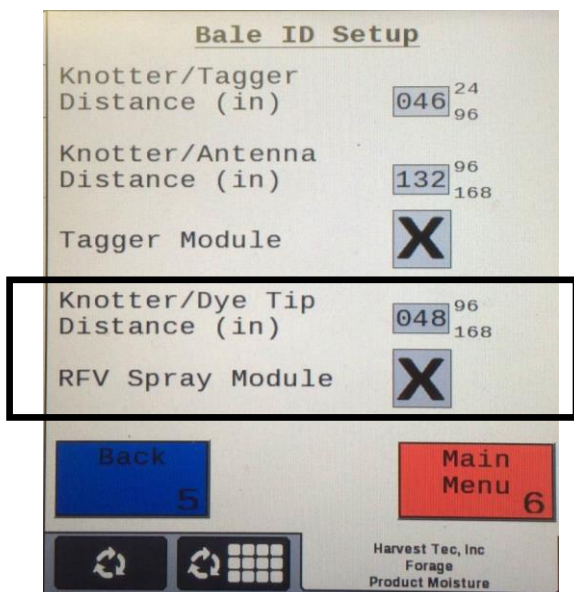 Bale ID Setup
Knotter/Tagger
Distance (in)
046
24
96
Knotter/Antenna
Distance (in)
132
96
168
Tagger Module
X
Knotter/Dye Tip
Distance (in)
048
96
168
RFV Spray Module
X
Back
5
Main
Menu
6
Harvest Tec, Inc
Forage
Product Moisture